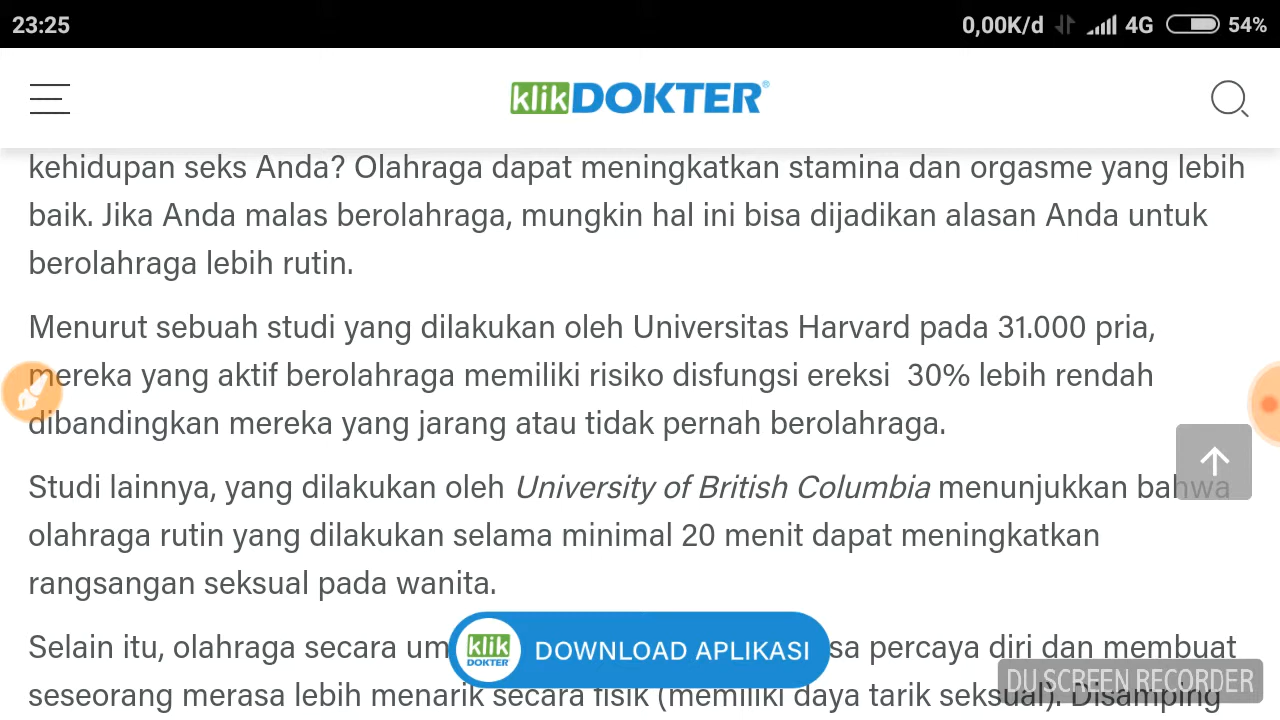 23:25
0,00K/d 4G 54%
klikDOKTER®
kehidupan seks Anda? Olahraga dapat meningkatkan stamina dan orgasme yang lebih
baik. Jika Anda malas berolahraga, mungkin hal ini bisa dijadikan alasan Anda untuk
berolahraga lebih rutin.
Menurut sebuah studi yang dilakukan oleh Universitas Harvard pada 31.000 pria,
mereka yang aktif berolahraga memiliki risiko disfungsi ereksi 30% lebih rendah
dibandingkan mereka yang jarang atau tidak pernah berolahraga.
Studi lainnya, yang dilakukan oleh University of British Columbia menunjukkan bahwa
olahraga rutin yang dilakukan selama minimal 20 menit dapat meningkatkan
rangsangan seksual pada wanita.
Selain itu, olahraga secara um sa percaya diri dan membuat
klik DOKTER DOWNLOAD APLIKASI
seseorang merasa lebih menarik secara fisik (memiliki daya tarik seksual). Disamping
DU SCREEN RECORDER